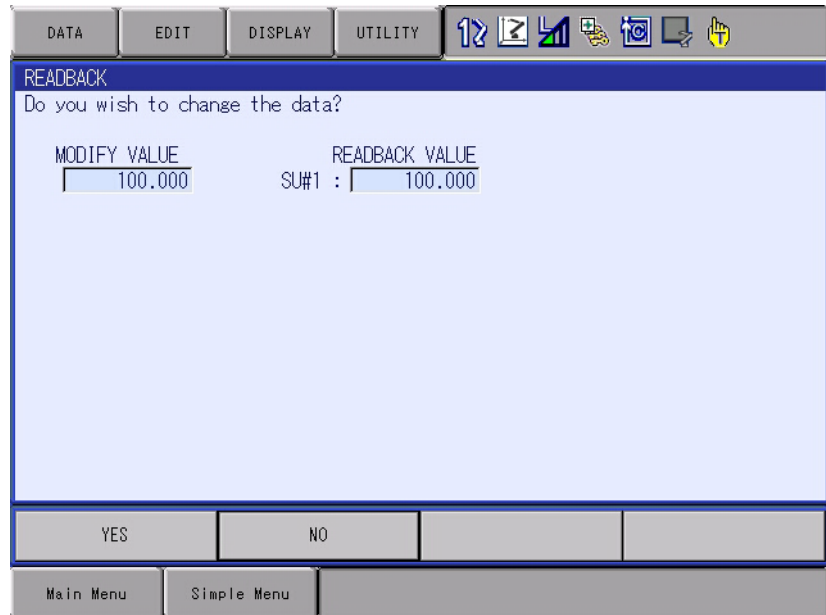 DATA EDIT DISPLAY UTILITY
READBACK
Do you wish to change the data?
MODIFY VALUE READBACK VALUE
100.000 SU#1 : 100.000
YES NO
Main Menu Simple Menu